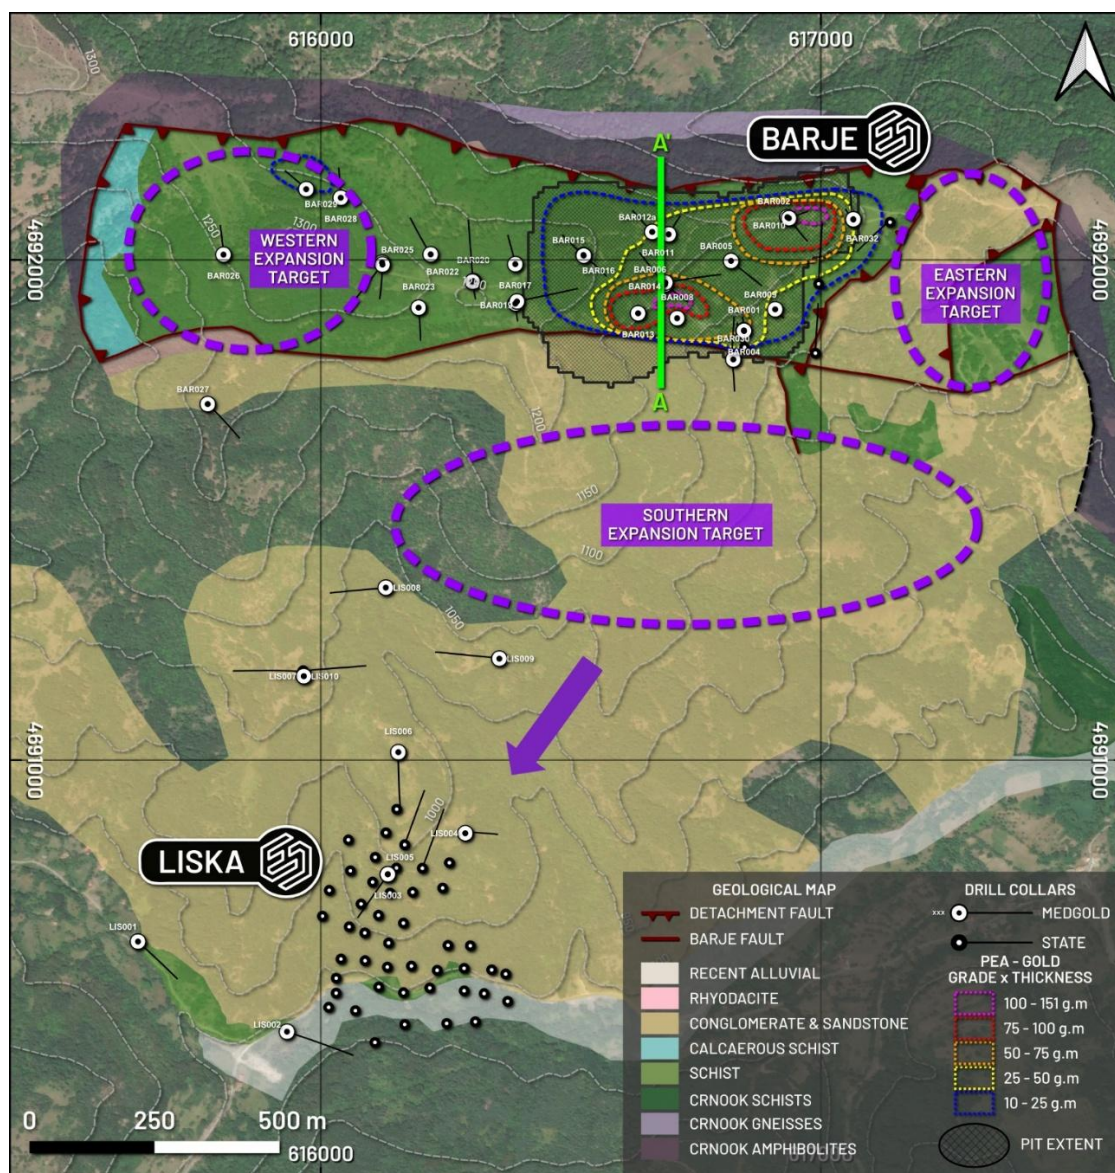 616000
617000
1300
BARJE
A'
BAR029
BAR028
BAR002
BAR010
BAR012a
BAR011
BAR032
1250
1300
WESTERN
EXPANSION
TARGET
4692000
4692000
BAR025
BAR026
BAR022
BAR020
BAR023
BAR017
BAR015
BAR016
BAR005
BAR006
BAR014
BAR008
BAR009
BAR001
BAR013
BAR030
BAR004
EASTERN
EXPANSION
TARGET
A
BAR027
1200
1150
SOUTHERN
EXPANSION TARGET
1100
LIS008
1050
LIS009
LIS007
LIS010
LIS006
4691000
4691000
1000
LIS004
LISKA
LIS005
LIS003
LIS001
LIS002
GEOLOGICAL MAP
DETACHMENT FAULT
BARJE FAULT
RECENT ALLUVIAL
RHYODACITE
CONGLOMERATE & SANDSTONE
CALCAEROUS SCHIST
SCHIST
CRNOOK SCHISTS
CRNOOK GNEISSES
CRNOOK AMPHIBOLITES
DRILL COLLARS
xxx MEDGOLD
STATE
PEA - GOLD
GRADE x THICKNESS
100 - 151 g.m
75 - 100 g.m
50 - 75 g.m
25 - 50 g.m
10 - 25 g.m
PIT EXTENT
0 250 500 m
616000
617000